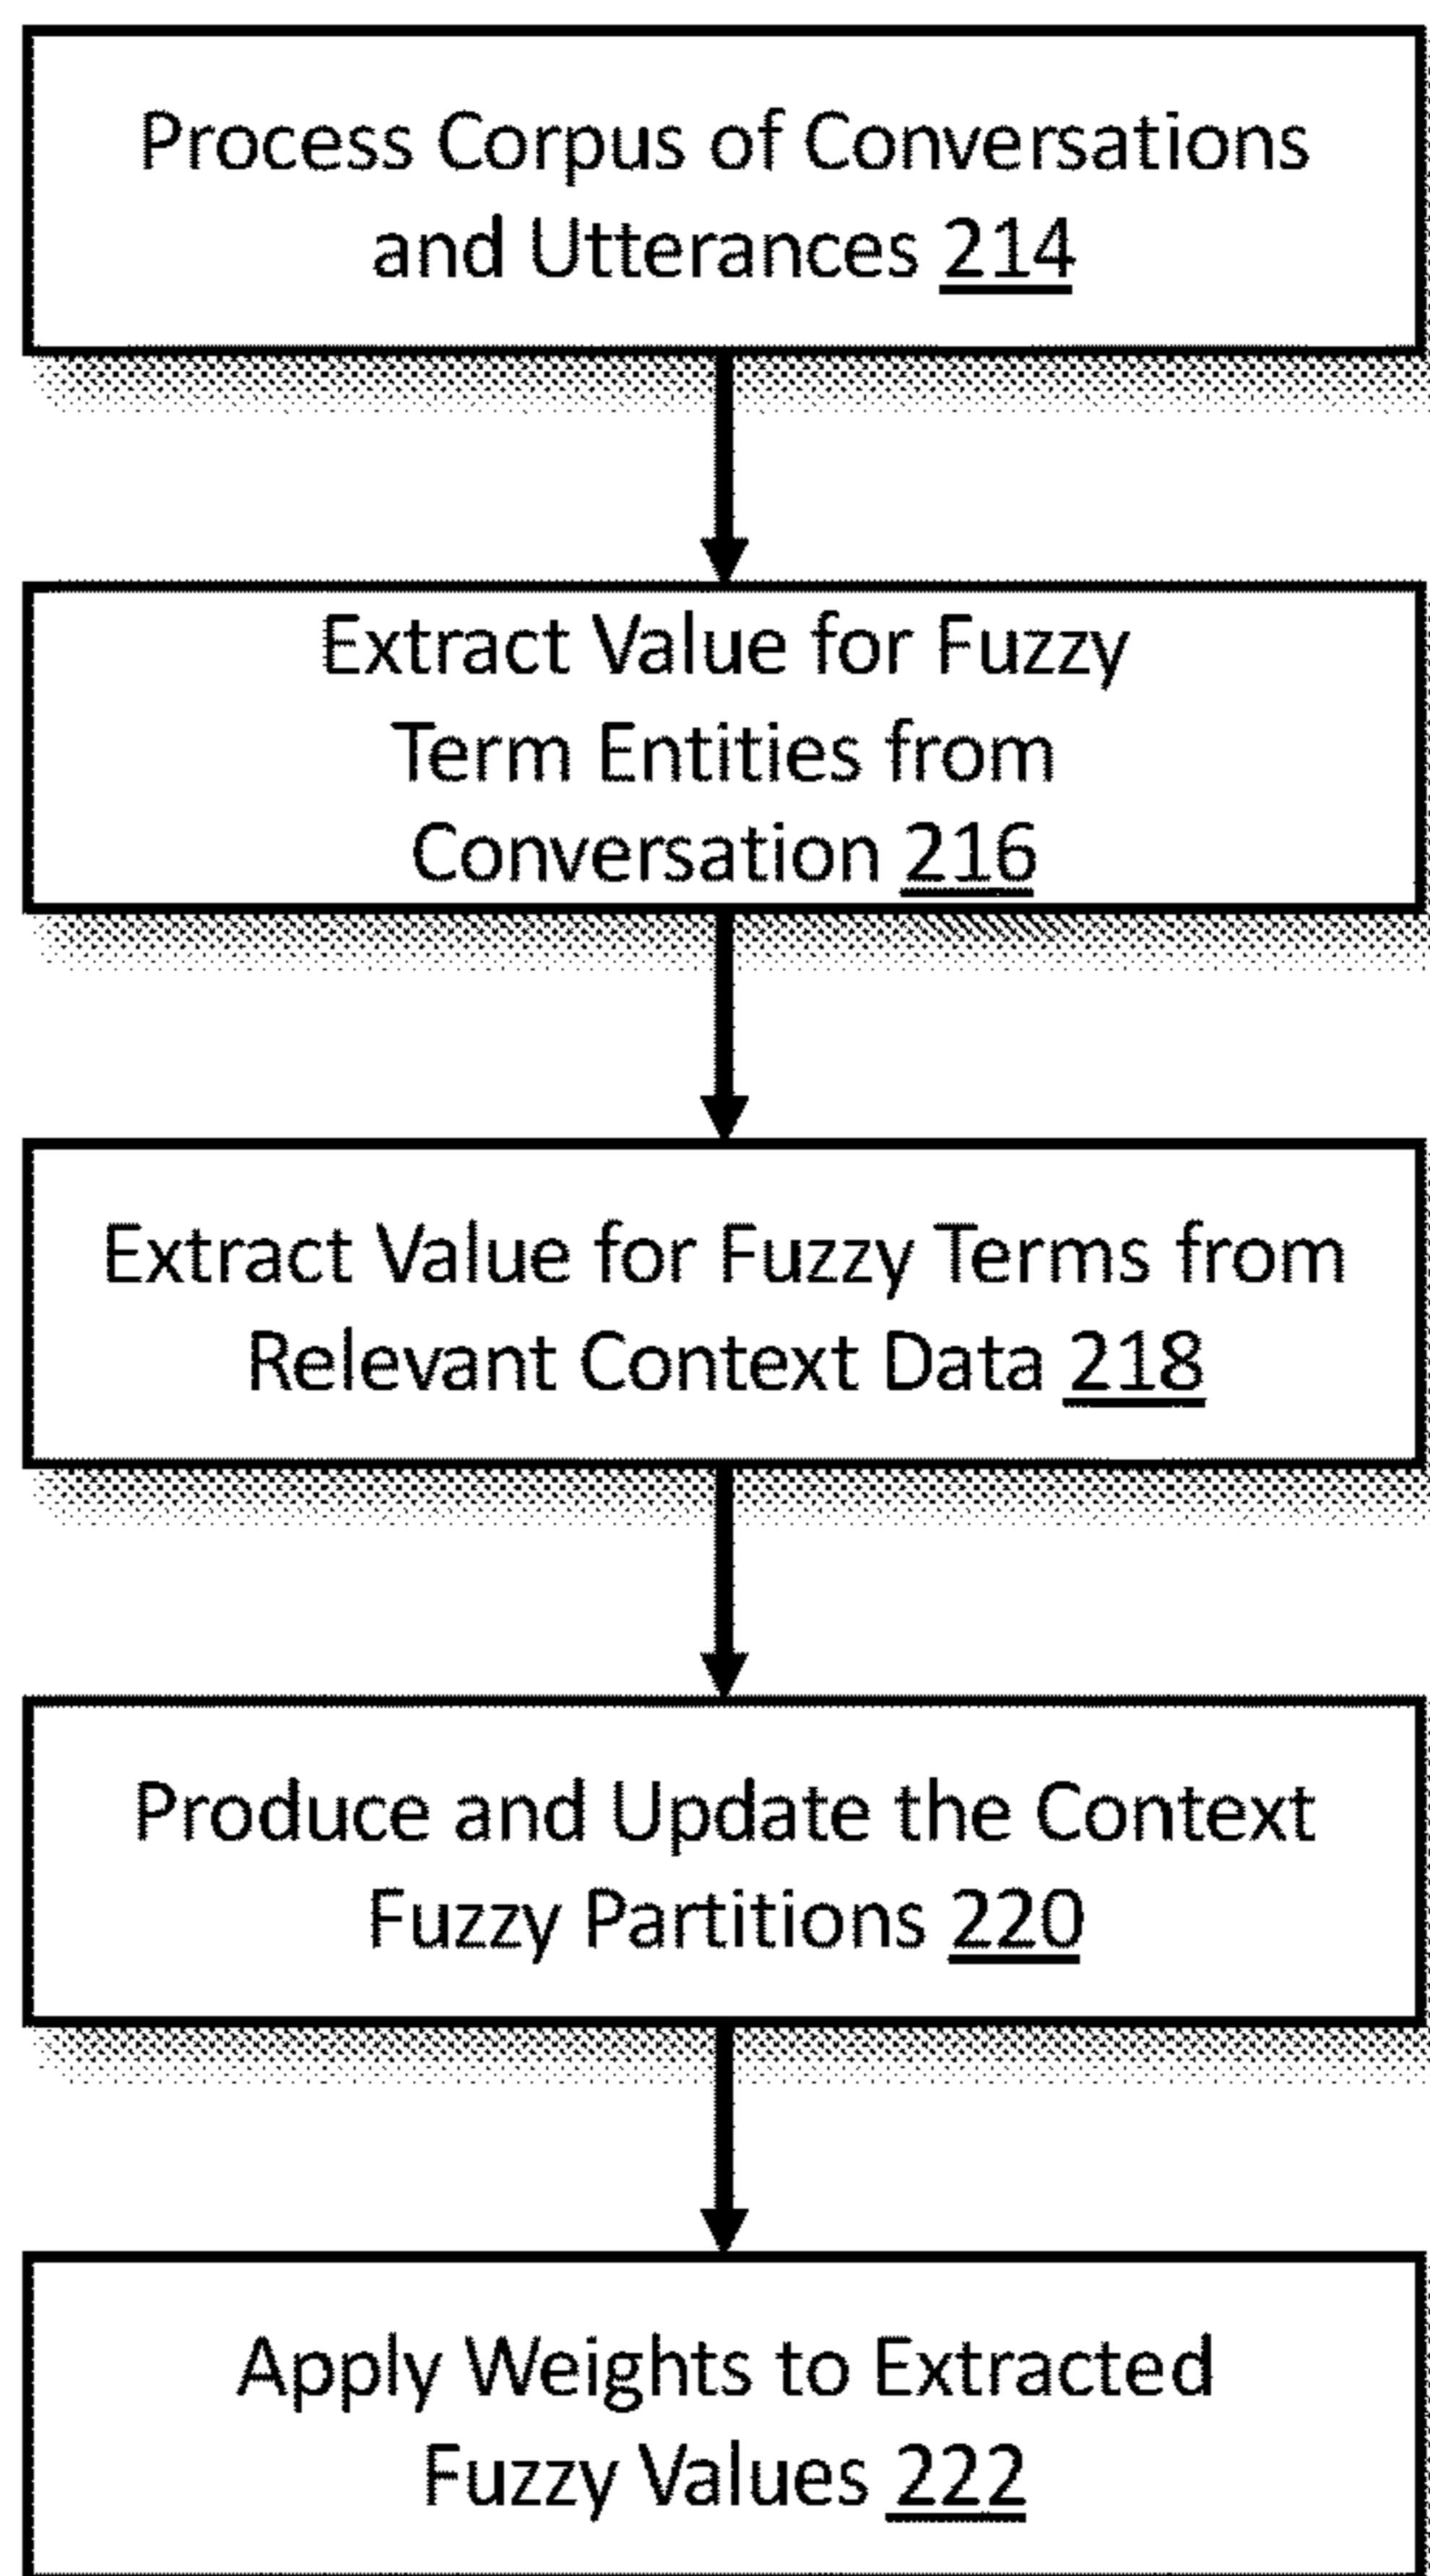 Process Corpus of Conversations
and Utterances 214
Extract Value for Fuzzy
Term Entities from
Conversation 216
Extract Value for Fuzzy Terms from
Relevant Context Data 218
Produce and Update the Context
Fuzzy Partitions 220
Apply Weights to Extracted
Fuzzy Values 222